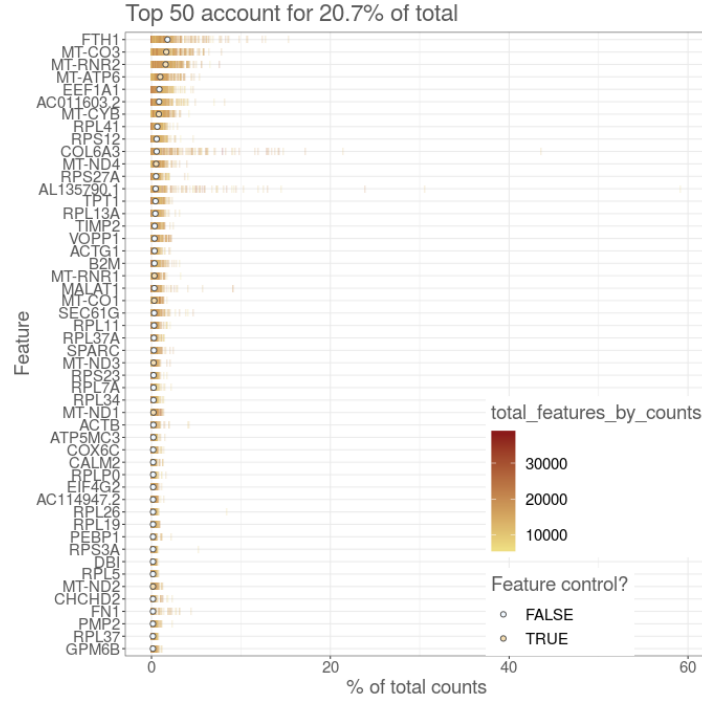 Top 50 account for 20.7% of total
FTH1
MT-CO3
MT-RNR2
MT-ATP6
EEF1A1
AC011603.2
MT-CYB
RPL41
RPS12
COL6A3
MT-ND4
RPS27A
AL135790.1
TPT1
RPL13A
TIMP2
VOPP1
ACTG1
B2M
MT-RNR1
MALAT1
MT-CO1
SEC61G
RPL11
RPL37A
SPARC
MT-ND3
RPS23
RPL7A
RPL34
MT-ND1
ACTB
ATP5MC3
COX6C
CALM2
RPLP0
EIF4G2
AC114947.2
RPL26
RPL19
PEBP1
RPS3A
DBI
RPL5
MT-ND2
CHCHD2
FN1
PMP2
RPL37
GPM6B
Feature
0
20
40
60
% of total counts
total_features_by_counts
30000
20000
10000
Feature control?
FALSE
TRUE